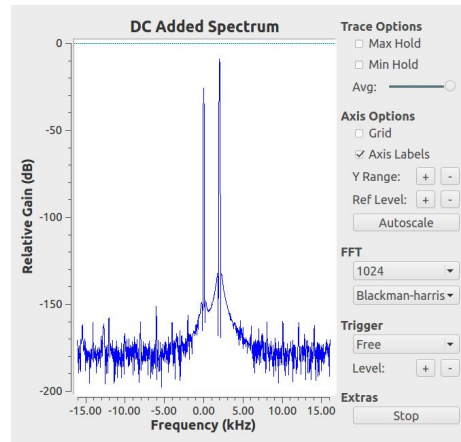 DC Added Spectrum
0
-50
-100
-150
-200
Relative Gain (dB)
-15.00 -10.00 -5.00 0.00 5.00 10.00 15.00
Frequency (kHz)
Trace Options
Max Hold
Min Hold
Avg:
Axis Options
Grid
Axis Labels
Y Range: + -
Ref Level: + -
Autoscale
FFT
1024
Blackman-harris
Trigger
Free
Level: + -
Extras
Stop